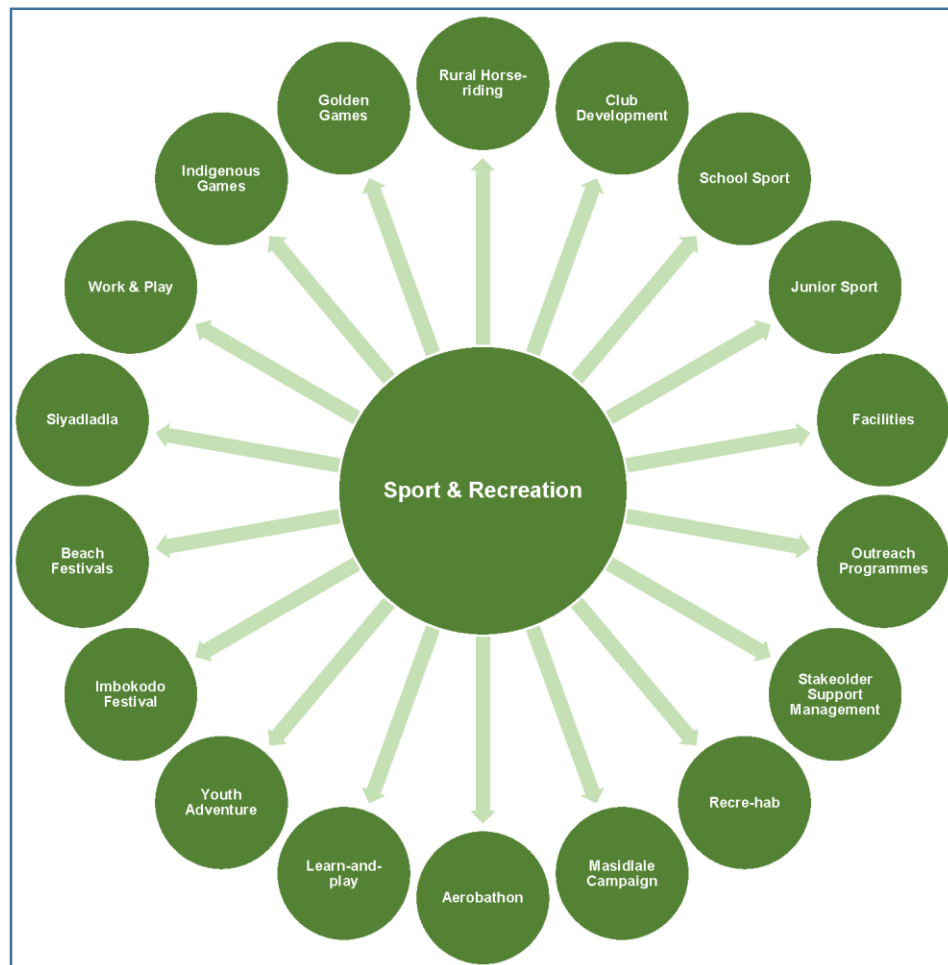 Sport & Recreation
Rural Horse-
riding
Club
Development
School Sport
Junior Sport
Facilities
Outreach
Programmes
Stakeolder
Support
Management
Recre-hab
Masidlale
Campaign
Aerobathon
Learn-and-
play
Youth
Adventure
Imbokodo
Festival
Beach
Festivals
Siyadladla
Work & Play
Indigenous
Games
Golden
Games